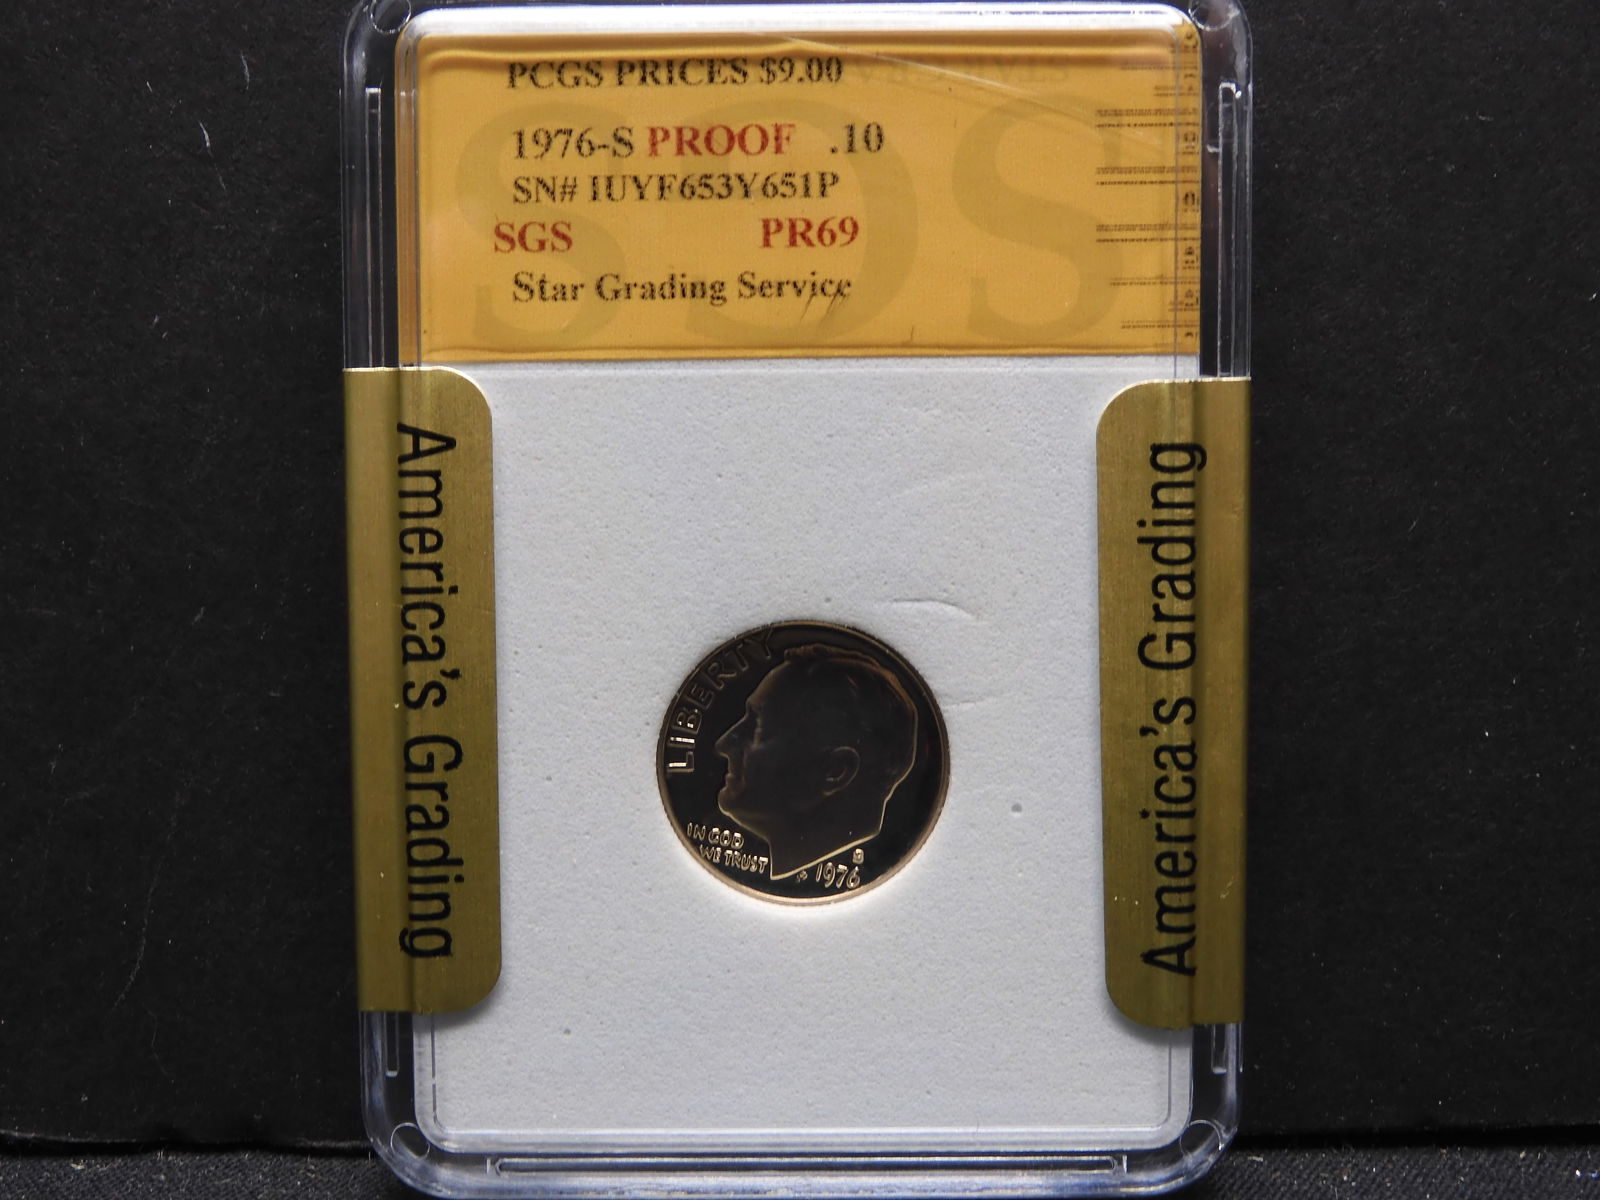 PCGS PRICES $9.00
1976-S PROOF .10
SN# IUYF653Y651P
SGS PR69
Star Grading Service
SGS
America's Grading
America's Grading
LIBERTY
IN GOD
WE TRUST
1976